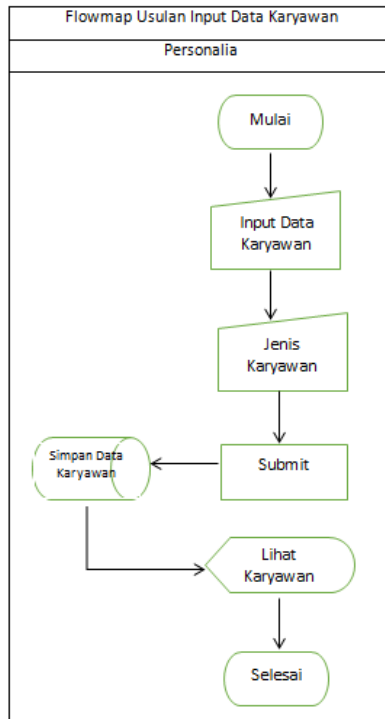 Flowmap Usulan Input Data Karyawan
Personalia
Mulai
Input Data
Karyawan
Jenis
Karyawan
Submit
Simpan Data
Karyawan
Lihat
Karyawan
Selesai